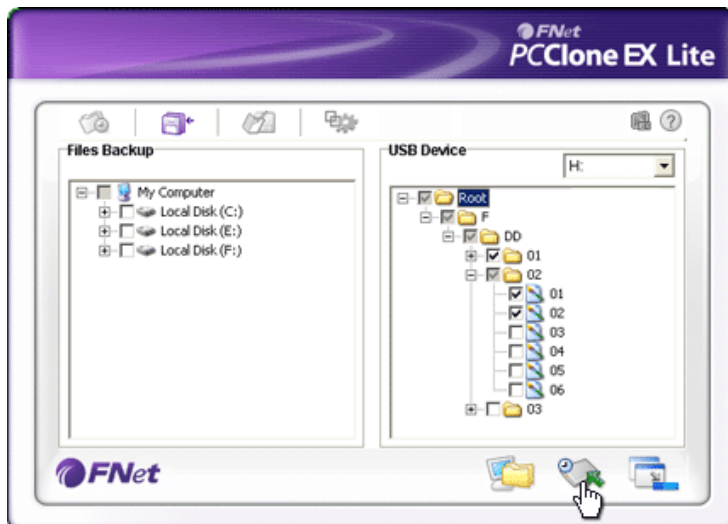 FNet
PCClone EX Lite
Files Backup
My Computer
Local Disk (C:)
Local Disk (E:)
Local Disk (F:)
USB Device
H:
Root
F
DD
01
02
01
02
03
04
05
06
03
FNet